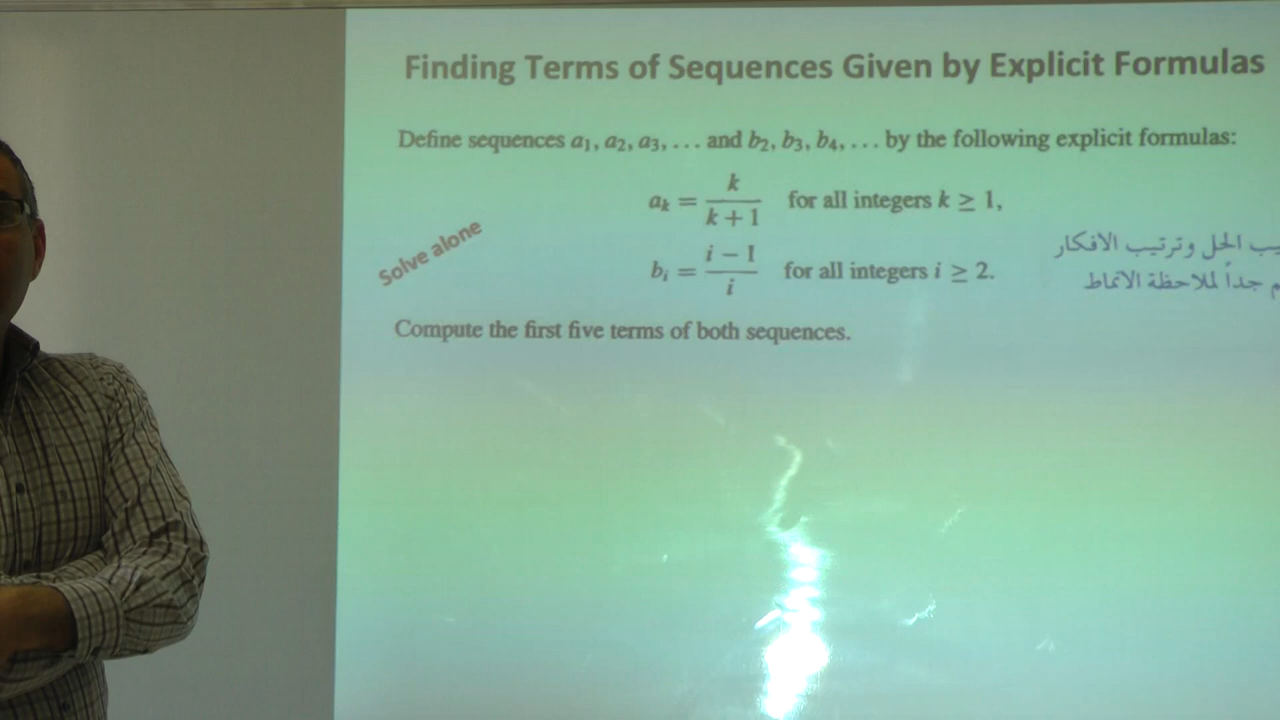 Finding Terms of Sequences Given by Explicit Formulas
Define sequences a₁, a₂, a₃, . . . and b₂, b₃, b₄, . . . by the following explicit formulas:
aₖ = k / (k + 1) for all integers k ≥ 1,
Solve alone
bᵢ = (i − 1) / i for all integers i ≥ 2.
الحل وترتيب الافكار
جداً لملاحظة الانماط
Compute the first five terms of both sequences.